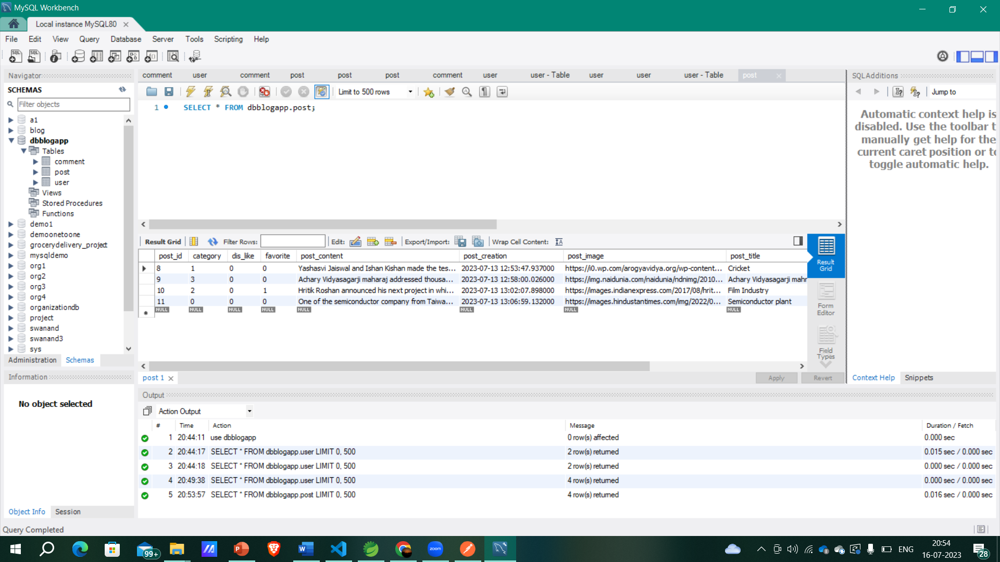 MySQL Workbench
Local instance MySQL80
File Edit View Query Database Server Tools Scripting Help
Navigator
SCHEMAS
Filter objects
a1
blog
dbblogapp
Tables
comment
post
user
Views
Stored Procedures
Functions
demo1
demoonetoone
grocerydelivery_project
mysqldemo
org1
org2
org3
org4
organizationdb
project
swanand
swanand3
sys
Administration Schemas
Information
No object selected
Object Info Session
comment user comment post post post comment user user - Table user user user - Table post
Limit to 500 rows
1 SELECT * FROM dbblogapp.post;
Result Grid Filter Rows: Edit: Export/Import: Wrap Cell Content:
post_id category dis_like favorite post_content post_creation post_image post_title
8 1 0 0 Yashasvi Jaiswal and Ishan Kishan made the tes... 2023-07-13 12:53:47.937000 https://i0.wp.com/arogyavidya.org/wp-content... Cricket
9 3 0 0 Achary Vidyasagarji maharaj addressed thousa... 2023-07-13 12:58:00.026000 https://img.naidunia.com/naidunia/ndnimg/2010... Achary Vidyasagarji mahr
10 2 0 1 Hritik Roshan announced his next project in whi... 2023-07-13 13:02:07.898000 https://images.indianexpress.com/2017/08/hrit... Film Industry
11 0 0 0 One of the semiconductor company from Taiwa... 2023-07-13 13:06:59.132000 https://images.hindustantimes.com/img/2022/0... Semiconductor plant
NULL NULL NULL NULL NULL NULL NULL NULL
Result
Grid
Form
Editor
Field
Types
post 1
Apply Revert
SQLAdditions
Jump to
Automatic context help is
disabled. Use the toolbar t
manually get help for the
current caret position or to
toggle automatic help.
Context Help Snippets
Output
Action Output
# Time Action Message Duration / Fetch
1 20:44:11 use dbblogapp 0 row(s) affected 0.000 sec
2 20:44:17 SELECT * FROM dbblogapp.user LIMIT 0, 500 2 row(s) returned 0.015 sec / 0.000 sec
3 20:44:18 SELECT * FROM dbblogapp.user LIMIT 0, 500 2 row(s) returned 0.000 sec / 0.000 sec
4 20:49:38 SELECT * FROM dbblogapp.user LIMIT 0, 500 4 row(s) returned 0.000 sec / 0.000 sec
5 20:53:57 SELECT * FROM dbblogapp.post LIMIT 0, 500 4 row(s) returned 0.016 sec / 0.000 sec
Query Completed
99+
zoom
ENG
20:54
16-07-2023
28